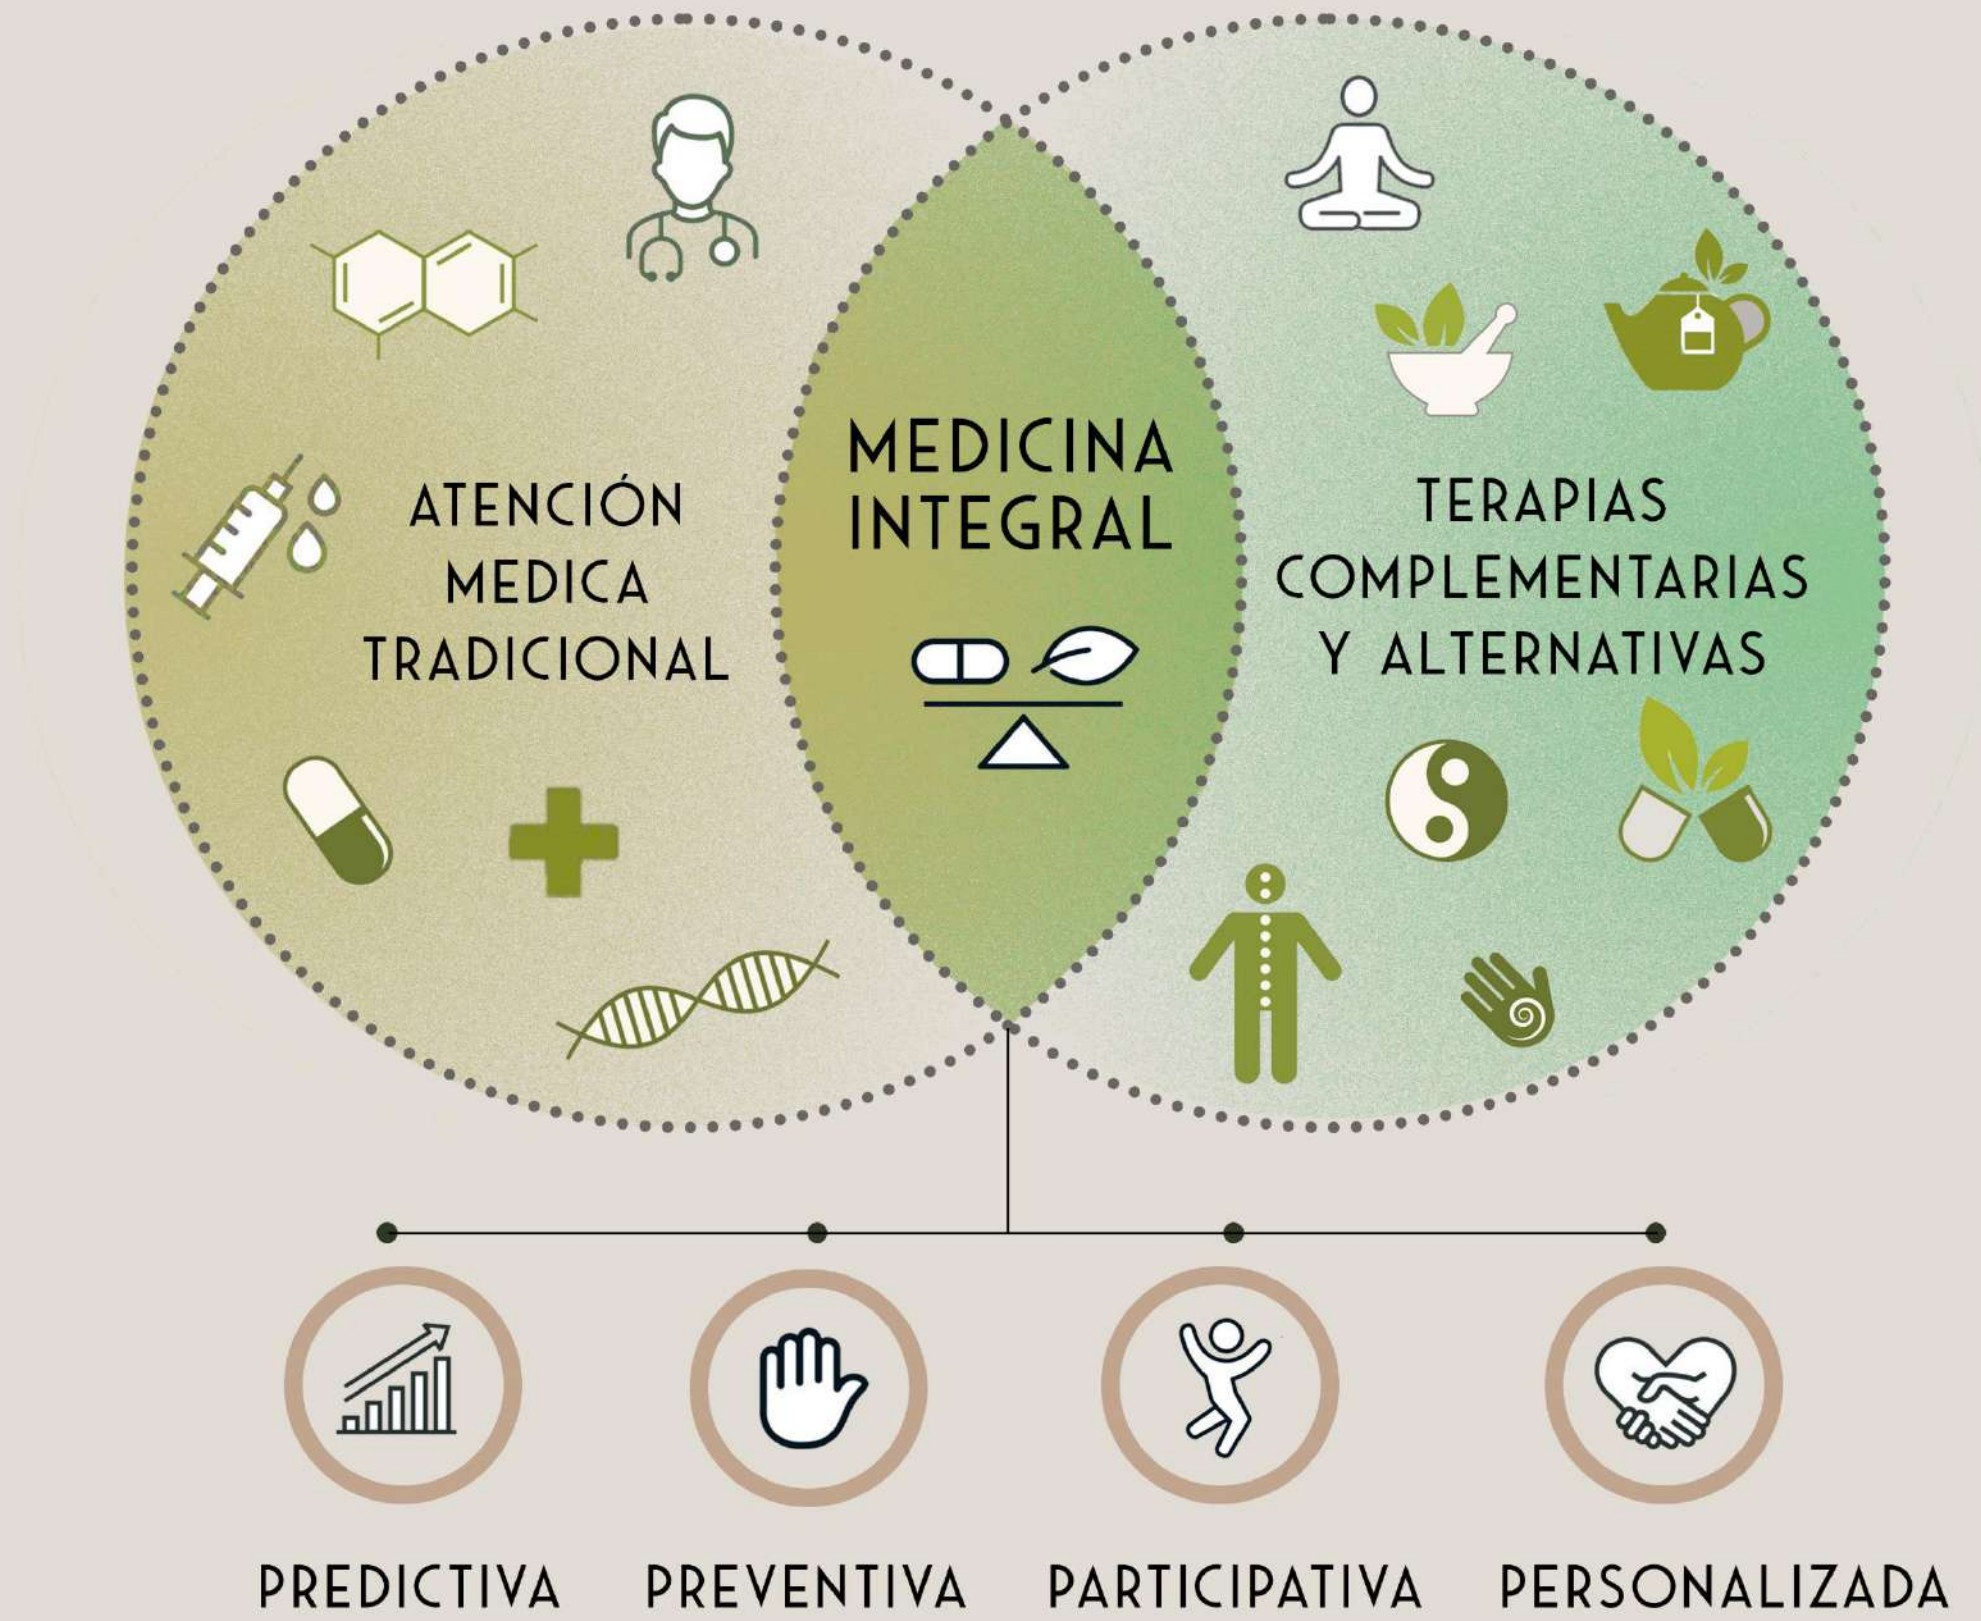 ATENCIÓN
MEDICA
TRADICIONAL
MEDICINA
INTEGRAL
TERAPIAS
COMPLEMENTARIAS
Y ALTERNATIVAS
PREDICTIVA
PREVENTIVA
PARTICIPATIVA
PERSONALIZADA